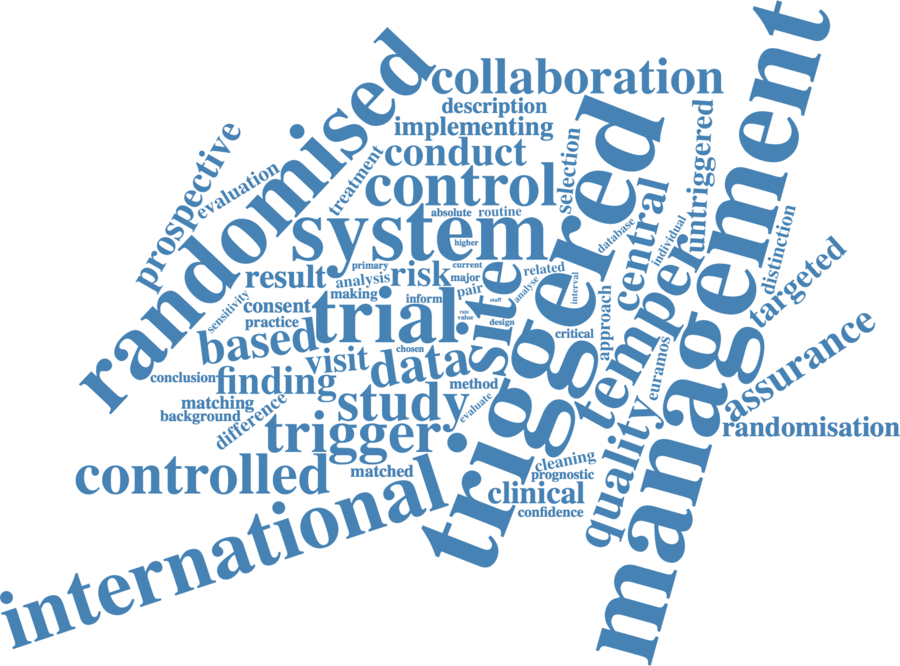 collaboration
description
implementing
conduct
control
randomised
prospective
evaluation
treatment
absolute
routine
system
higher
selection
triggered
database
central
individual
untriggered
management
distinction
targeted
temper
euramos
assurance
randomisation
quality
approach
critical
interval
related
analyse
site
primary
current
result
analysis
risk
major
pair
making
inform
staff
sensitivity
consent
practice
trial
rate
value
design
based
visit
chosen
data
conclusion
finding
method
matching
background
difference
study
evaluate
trigger
.
controlled
matched
cleaning
prognostic
clinical
confidence
international